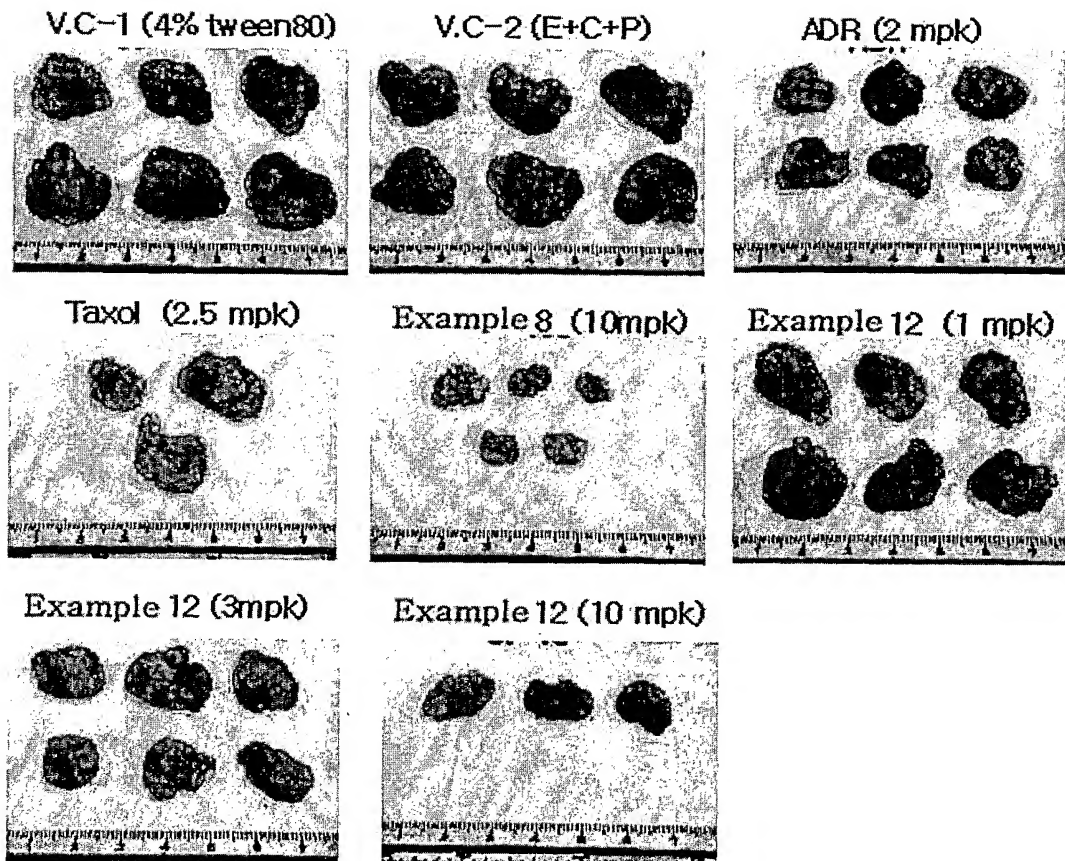 V.C-1 (4% tween80)
V.C-2 (E+C+P)
ADR (2 mpk)
Taxol (2.5 mpk)
Example 8 (10mpk)
Example 12 (1 mpk)
Example 12 (3mpk)
Example 12 (10 mpk)